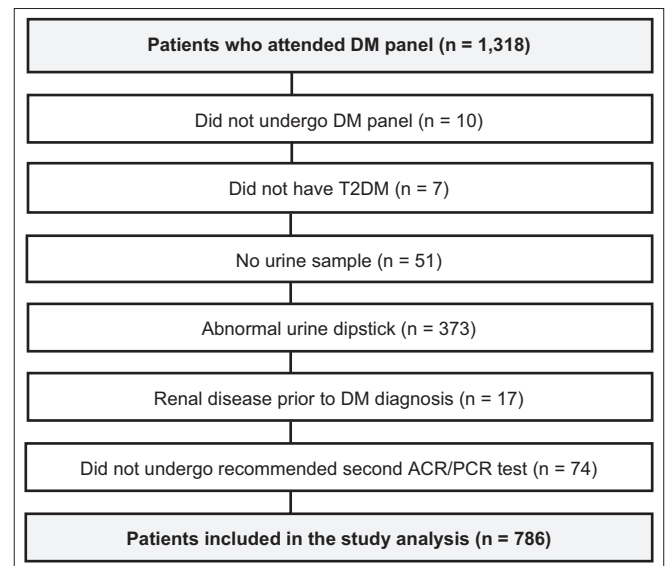 Patients who attended DM panel (n = 1,318)
Did not undergo DM panel (n = 10)
Did not have T2DM (n = 7)
No urine sample (n = 51)
Abnormal urine dipstick (n = 373)
Renal disease prior to DM diagnosis (n = 17)
Did not undergo recommended second ACR/PCR test (n = 74)
Patients included in the study analysis (n = 786)